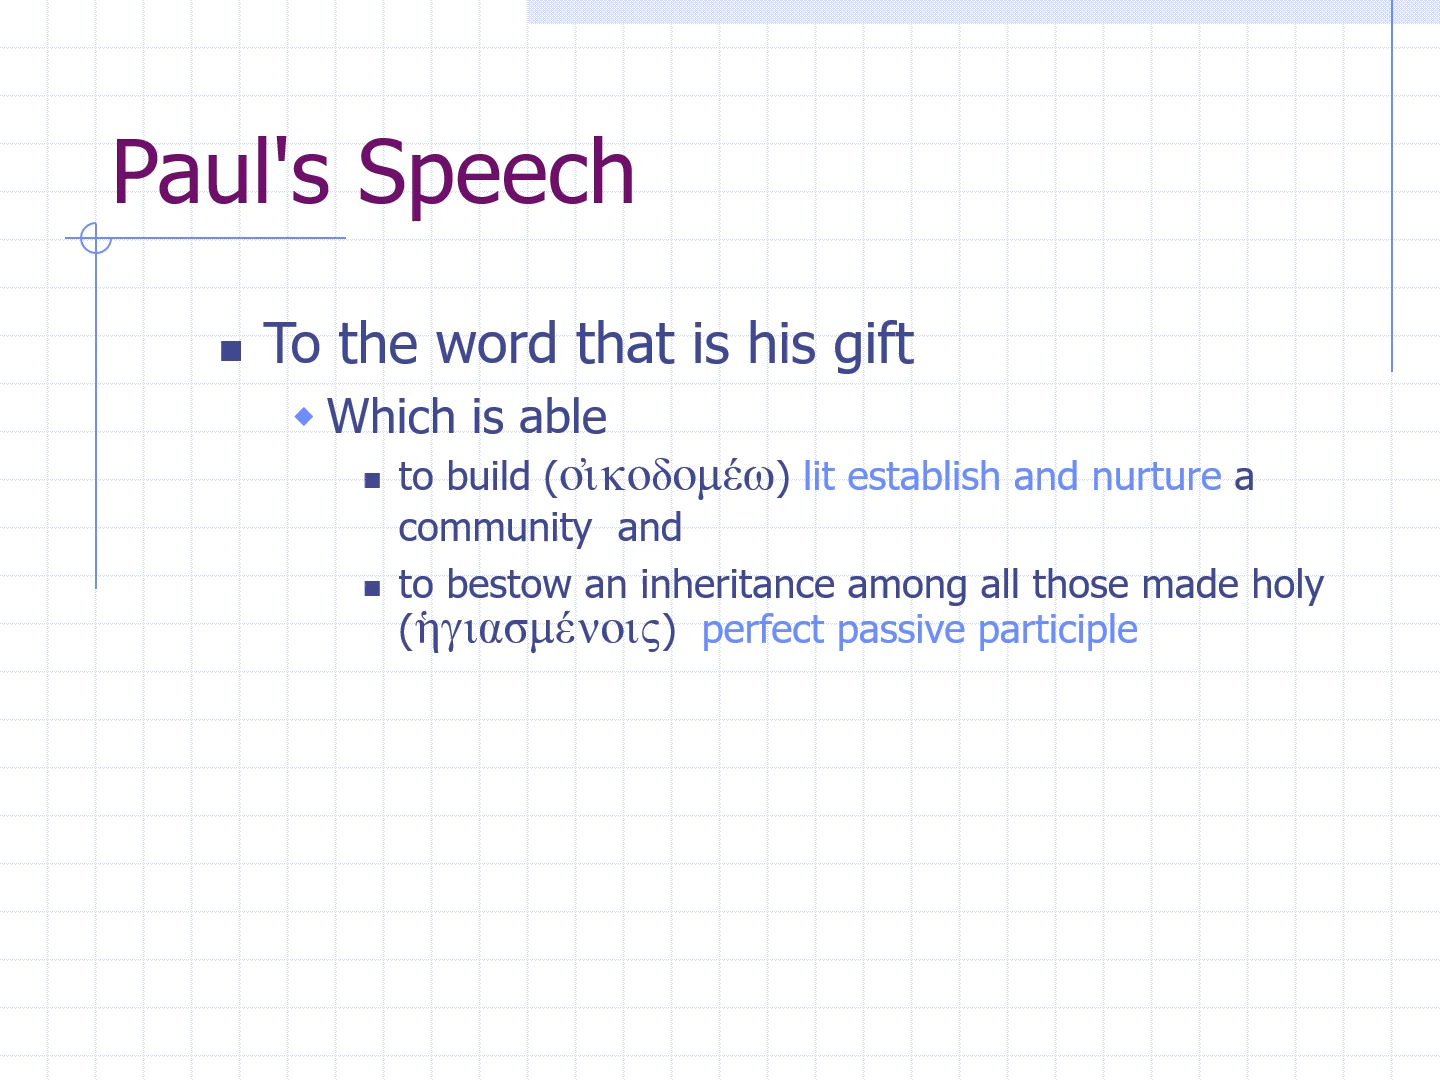 Paul's Speech
■ To the word that is his gift
◆ Which is able
■ to build (οἰκοδομέω) lit establish and nurture a
community and
■ to bestow an inheritance among all those made holy
(ἡγιασμένοις) perfect passive participle